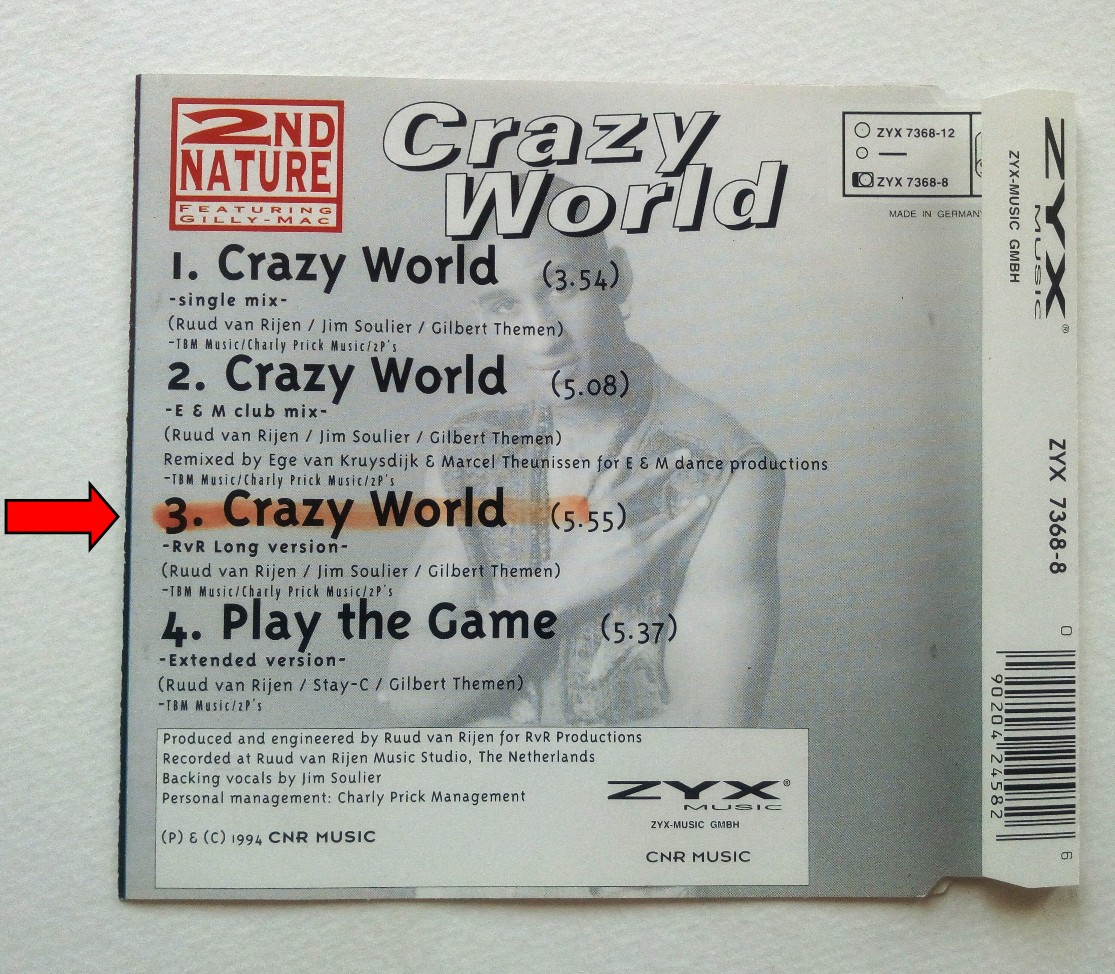 2ND
NATURE
FEATURING
GILLY-MAC
Crazy
World
ZYX 7368-12
ZYX 7368-8
MADE IN GERMANY
1. Crazy World (3.54)
-single mix-
(Ruud van Rijen / Jim Soulier / Gilbert Themen)
-TBM Music/Charly Prick Music/2P's
2. Crazy World (5.08)
-E & M club mix-
(Ruud van Rijen / Jim Soulier / Gilbert Themen)
Remixed by Ege van Kruysdijk & Marcel Theunissen for E & M dance productions
-TBM Music/Charly Prick Music/2P's
3. Crazy World (5.55)
-RvR Long version-
(Ruud van Rijen / Jim Soulier / Gilbert Themen)
-TBM Music/Charly Prick Music/2P's
4. Play the Game (5.37)
-Extended version-
(Ruud van Rijen / Stay-C / Gilbert Themen)
-TBM Music/2P's
Produced and engineered by Ruud van Rijen for RvR Productions
Recorded at Ruud van Rijen Music Studio, The Netherlands
Backing vocals by Jim Soulier
Personal management: Charly Prick Management
(P) & (C) 1994 CNR MUSIC
ZYX®
MUSIC
ZYX-MUSIC GMBH
CNR MUSIC
ZYX®
MUSIC
ZYX-MUSIC GMBH
ZYX 7368-8
0 90204 24582 6